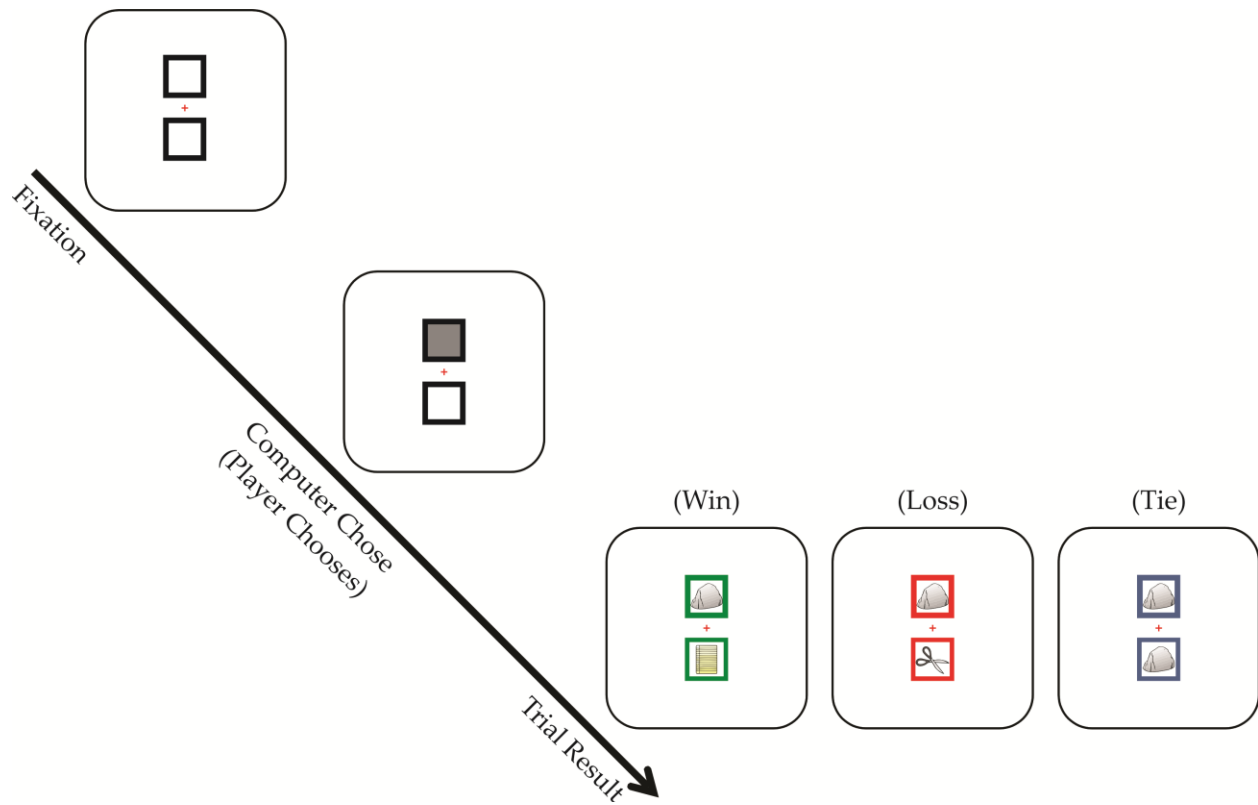 Fixation
Computer Chose
(Player Chooses)
Trial Result
(Win)
(Loss)
(Tie)